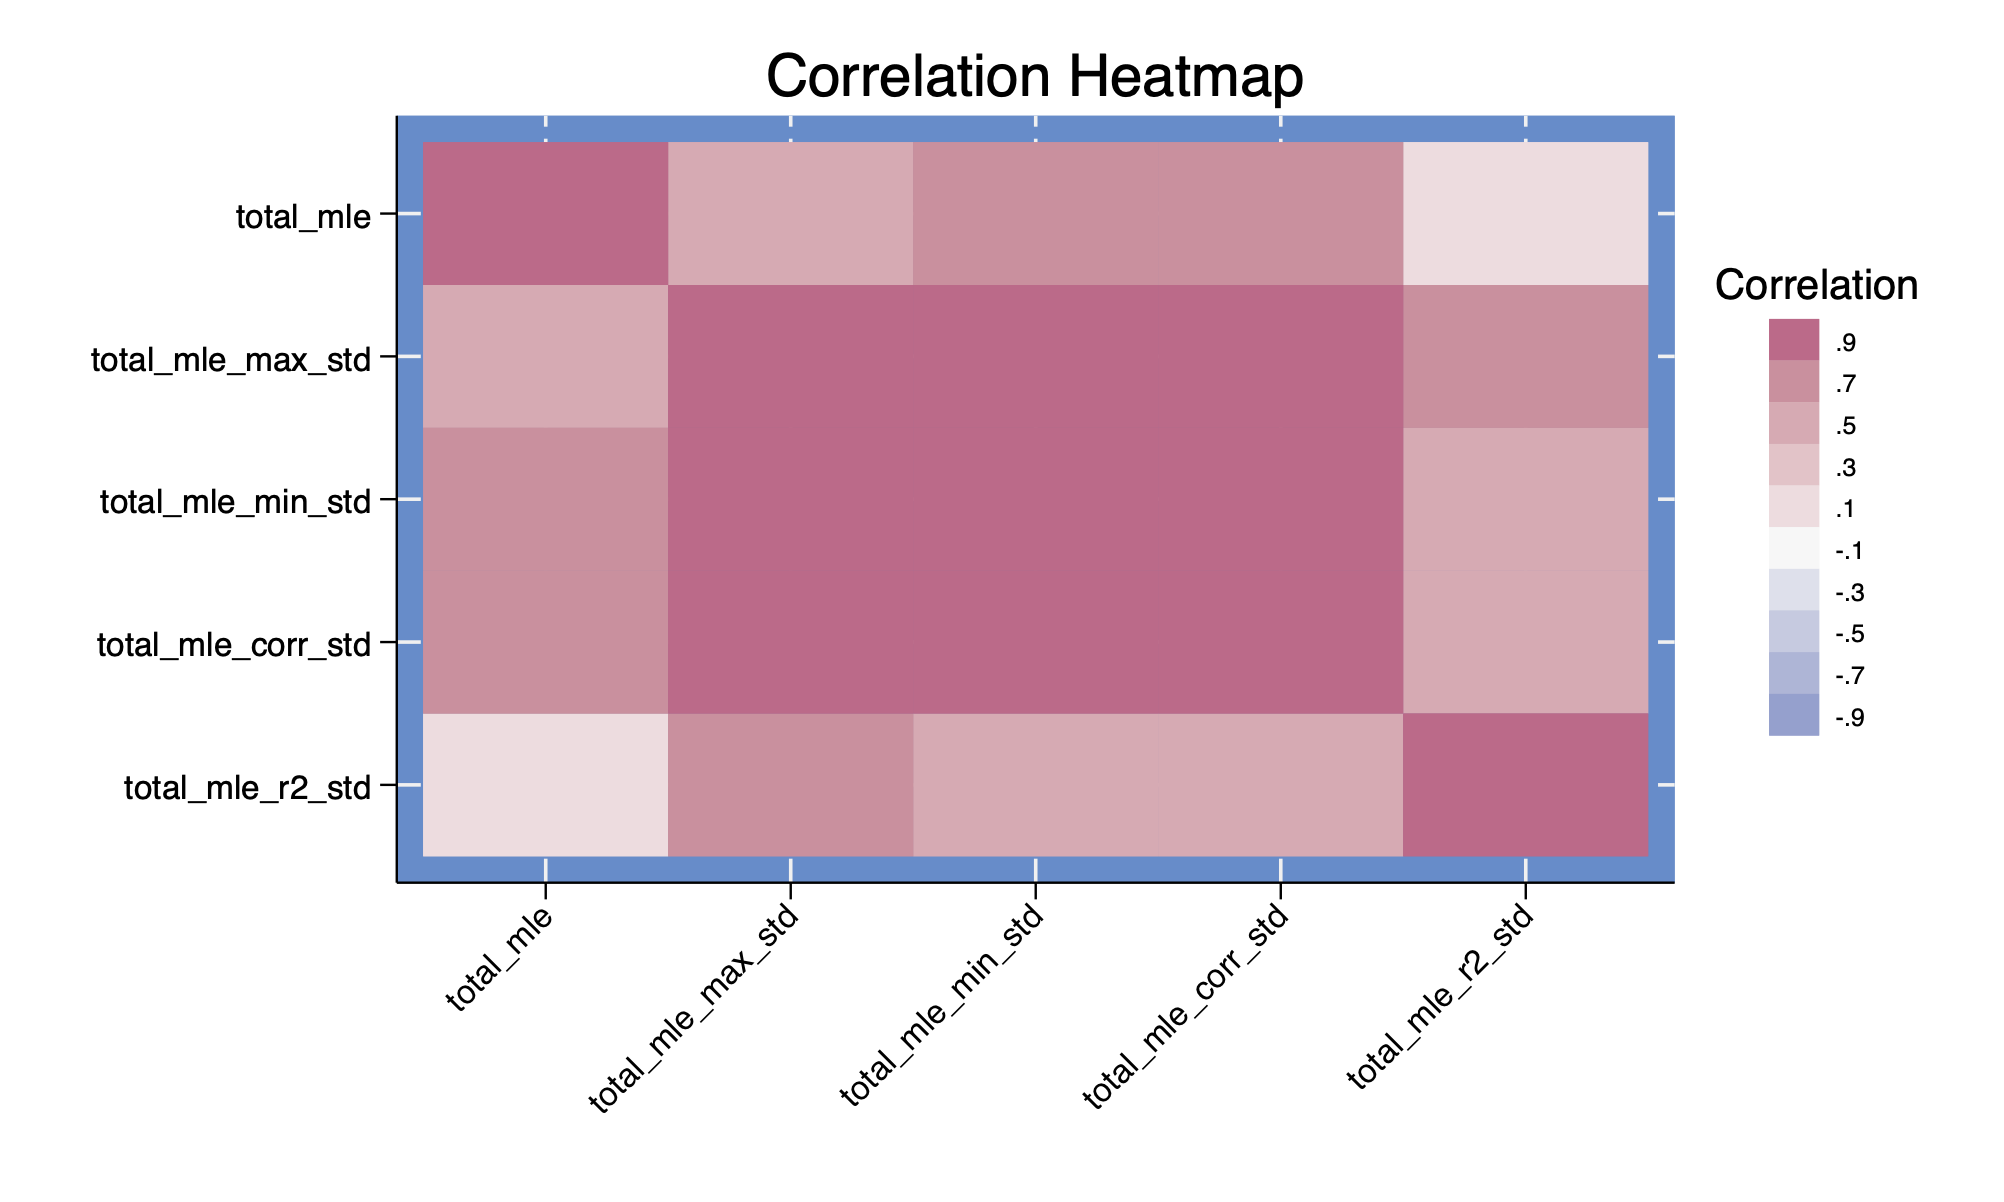 Correlation Heatmap
total_mle
total_mle_max_std
total_mle_min_std
total_mle_corr_std
total_mle_r2_std
total_mle
total_mle_max_std
total_mle_min_std
total_mle_corr_std
total_mle_r2_std
Correlation
.9
.7
.5
.3
.1
-.1
-.3
-.5
-.7
-.9